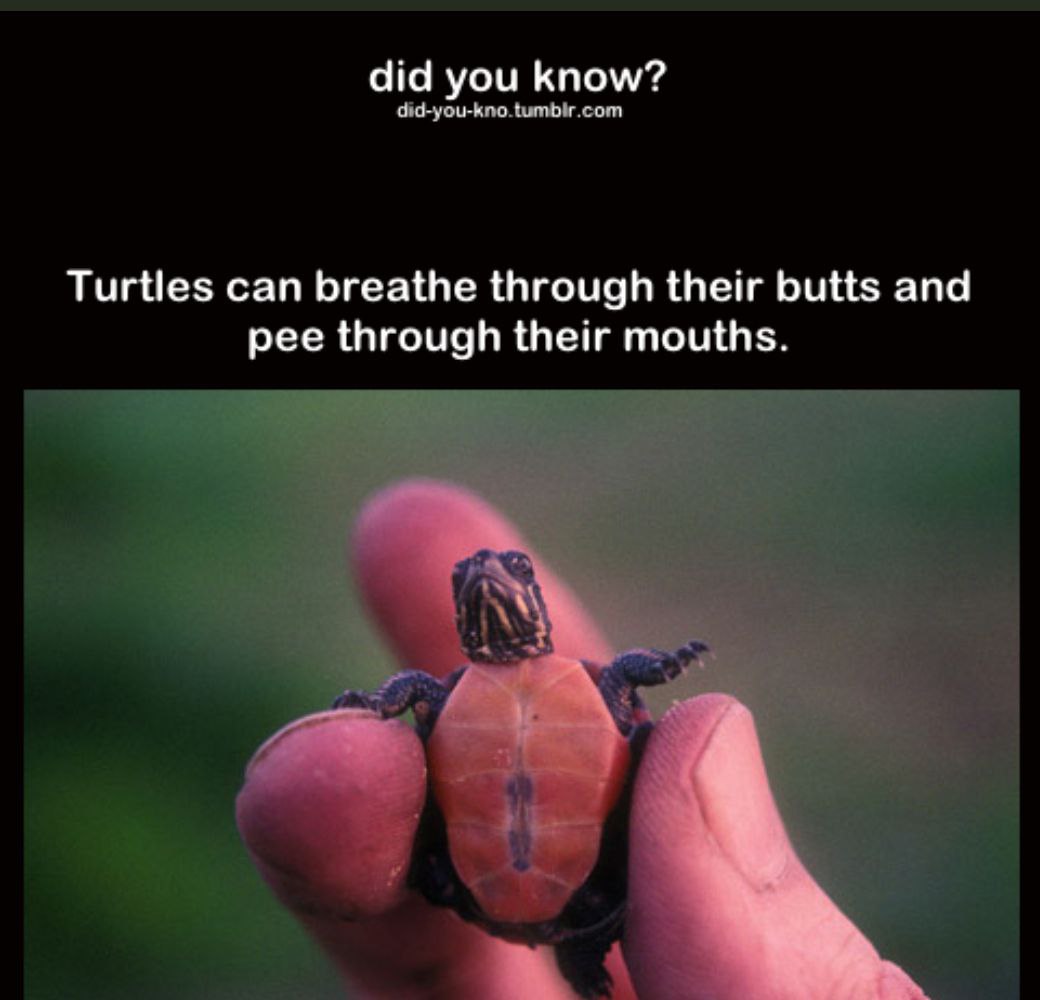 did you know?
did-you-kno.tumblr.com
Turtles can breathe through their butts and
pee through their mouths.